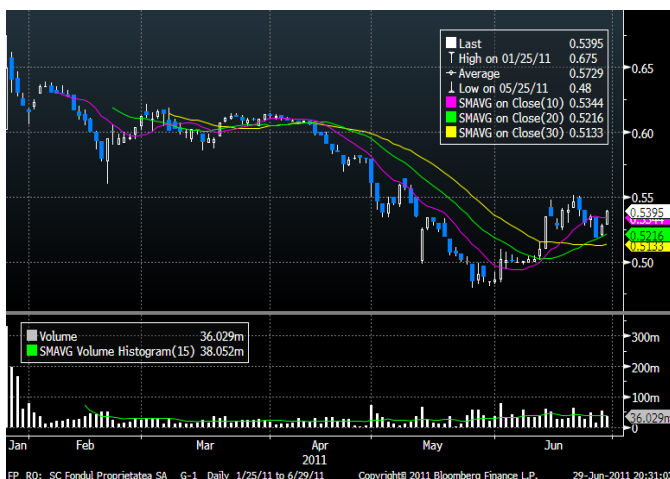 Last 0.5395
High on 01/25/11 0.675
Average 0.5729
Low on 05/25/11 0.48
SMAVG on Close(10) 0.5344
SMAVG on Close(20) 0.5216
SMAVG on Close(30) 0.5133
0.65
0.60
0.55
0.5395
0.5344
0.5216
0.5133
0.50
Volume 36.029m
SMAVG Volume Histogram(15) 38.052m
300m
200m
100m
36.029m
Jan Feb Mar Apr May Jun
2011
FP RO: SC Fondul Proprietatea SA G-1 Daily 1/25/11 to 6/29/11 Copyright© 2011 Bloomberg Finance L.P. 29-Jun-2011 20:31:0